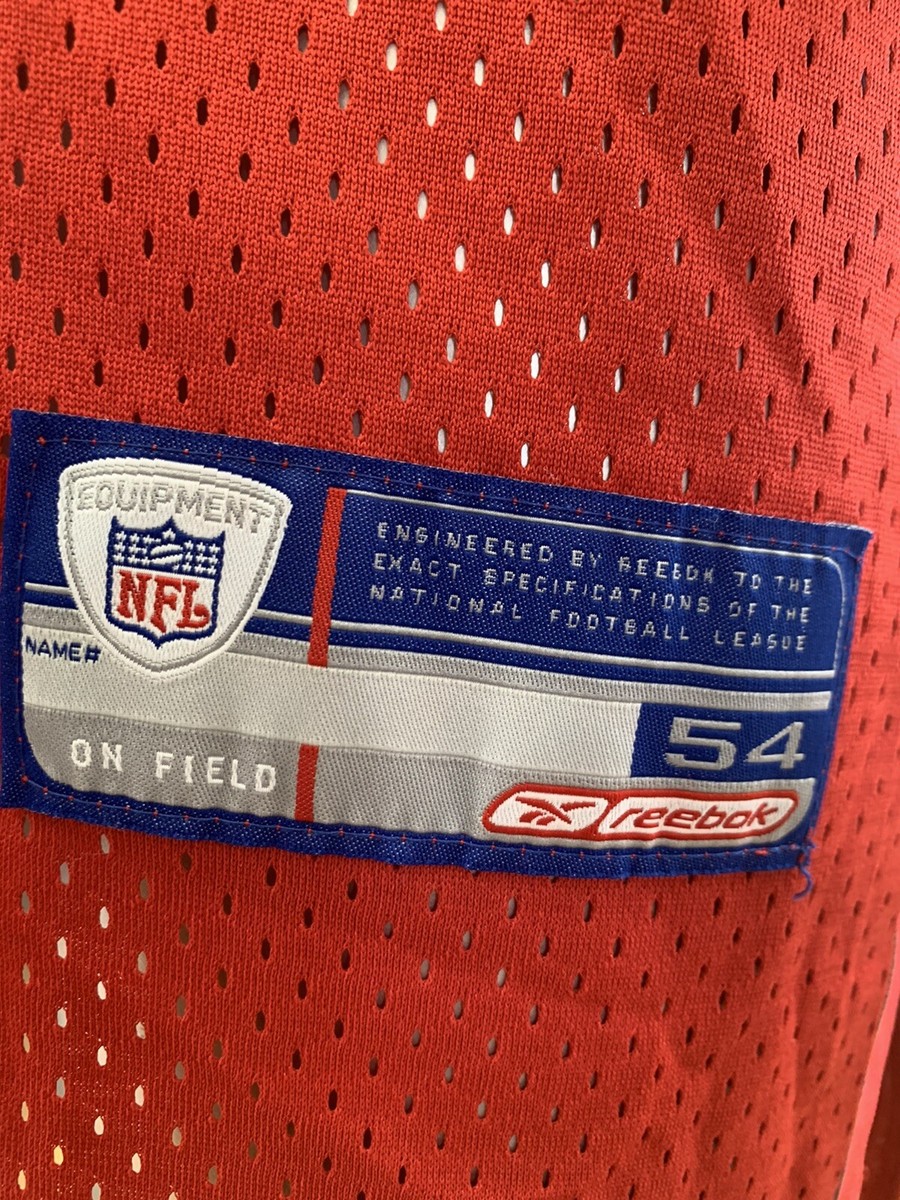 EQUIPMENT
NFL
ENGINEERED BY REEBOK TO THE
EXACT SPECIFICATIONS OF THE
NATIONAL FOOTBALL LEAGUE
NAME#
54
ON FIELD
reebok